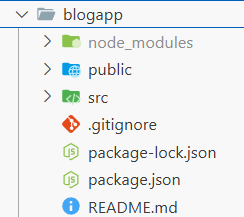 blogapp
node_modules
public
src
.gitignore
package-lock.json
package.json
README.md